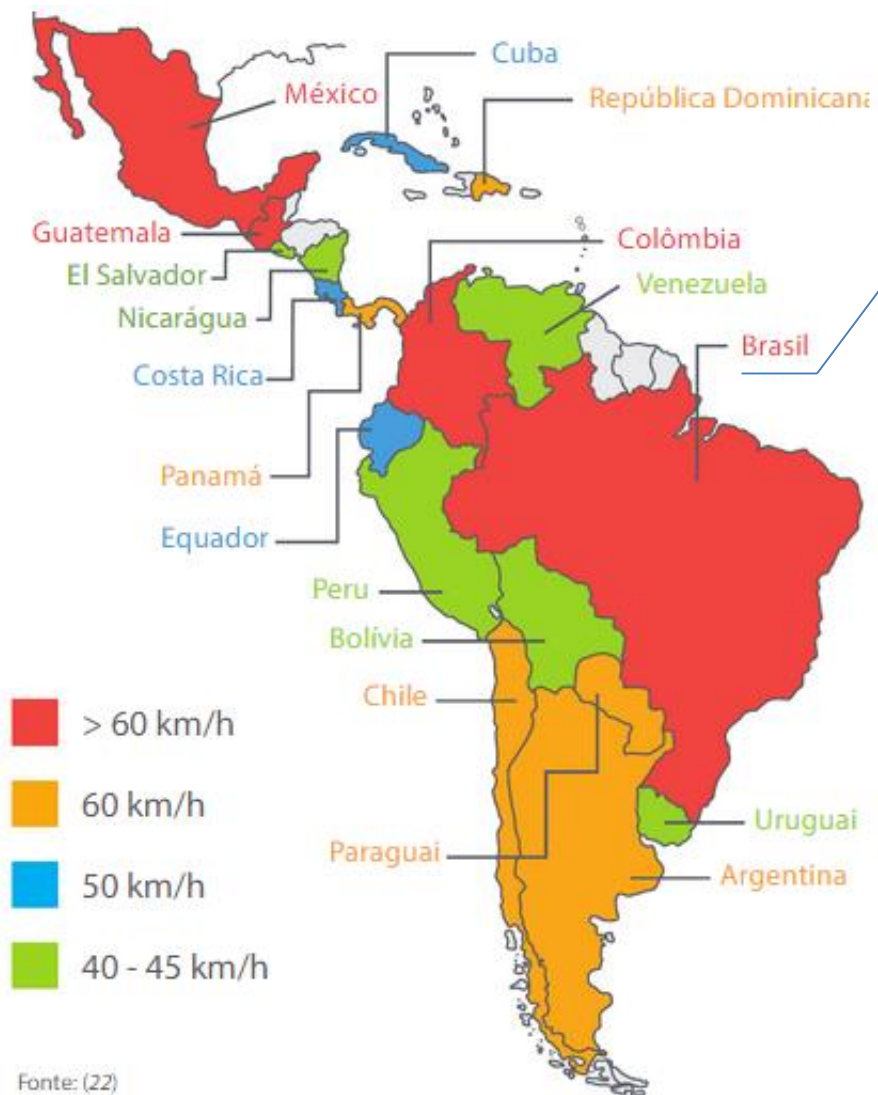 Cuba
México
República Dominicana
Guatemala
Colômbia
El Salvador
Venezuela
Nicarágua
Brasil
Costa Rica
Panamá
Equador
Peru
Bolívia
Chile
> 60 km/h
60 km/h
Uruguai
Paraguai
Argentina
50 km/h
40 - 45 km/h
Fonte: (22)